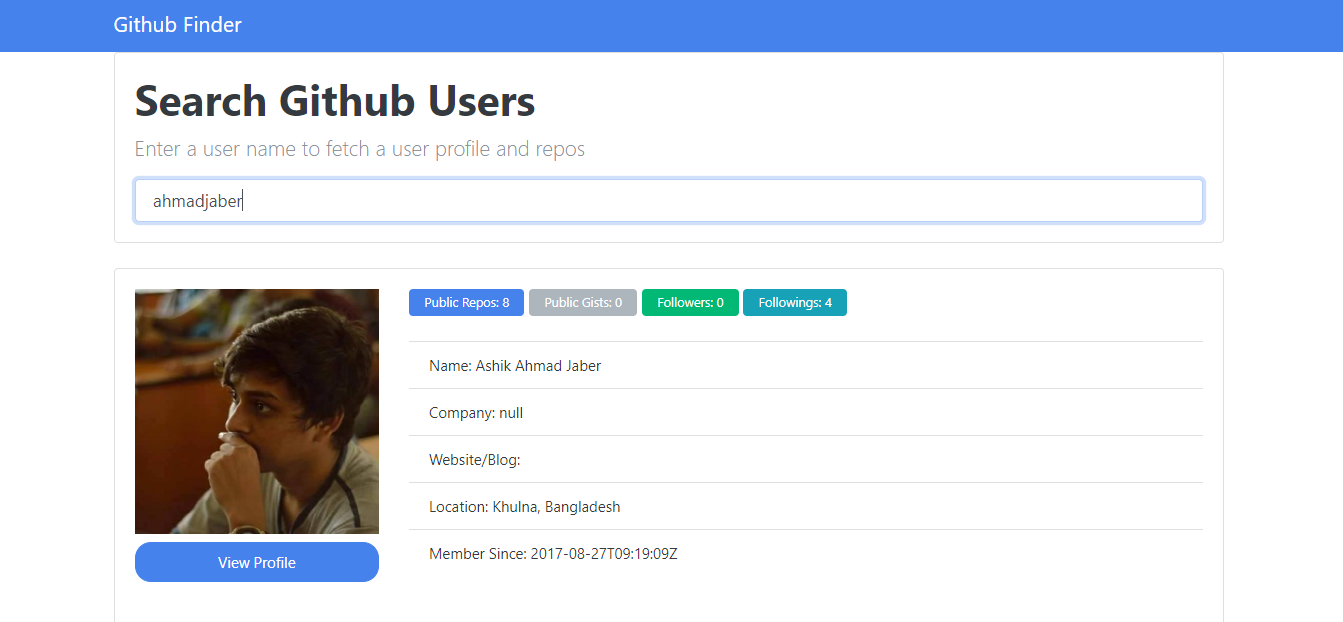 Github Finder
Search Github Users
Enter a user name to fetch a user profile and repos
ahmadjaber
Public Repos: 8 Public Gists: 0 Followers: 0 Followings: 4
Name: Ashik Ahmad Jaber
Company: null
Website/Blog:
Location: Khulna, Bangladesh
Member Since: 2017-08-27T09:19:09Z
View Profile